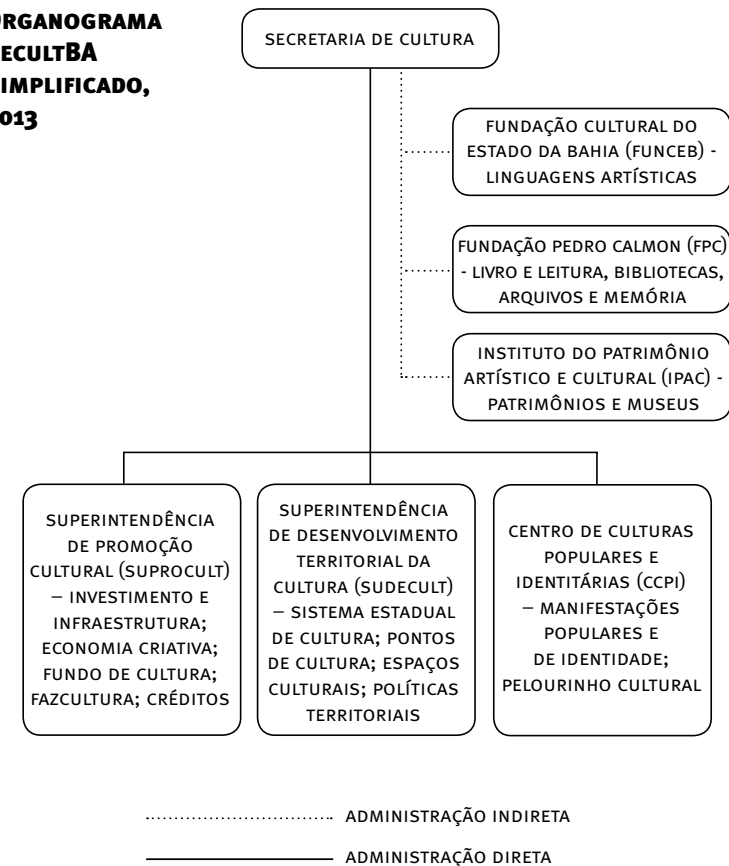 RGANOGRAMA
ECULTBA
IMPLIFICADO,
013
SECRETARIA DE CULTURA
FUNDAÇÃO CULTURAL DO
ESTADO DA BAHIA (FUNCEB) -
LINGUAGENS ARTÍSTICAS
FUNDAÇÃO PEDRO CALMON (FPC)
- LIVRO E LEITURA, BIBLIOTECAS,
ARQUIVOS E MEMÓRIA
INSTITUTO DO PATRIMÔNIO
ARTÍSTICO E CULTURAL (IPAC) -
PATRIMÔNIOS E MUSEUS
SUPERINTENDÊNCIA
DE PROMOÇÃO
CULTURAL (SUPROCULT)
– INVESTIMENTO E
INFRAESTRUTURA;
ECONOMIA CRIATIVA;
FUNDO DE CULTURA;
FAZCULTURA; CRÉDITOS
SUPERINTENDÊNCIA
DE DESENVOLVIMENTO
TERRITORIAL DA
CULTURA (SUDECULT)
– SISTEMA ESTADUAL
DE CULTURA; PONTOS
DE CULTURA; ESPAÇOS
CULTURAIS; POLÍTICAS
TERRITORIAIS
CENTRO DE CULTURAS
POPULARES E
IDENTITÁRIAS (CCPI)
– MANIFESTAÇÕES
POPULARES E
DE IDENTIDADE;
PELOURINHO CULTURAL
ADMINISTRAÇÃO INDIRETA
ADMINISTRAÇÃO DIRETA